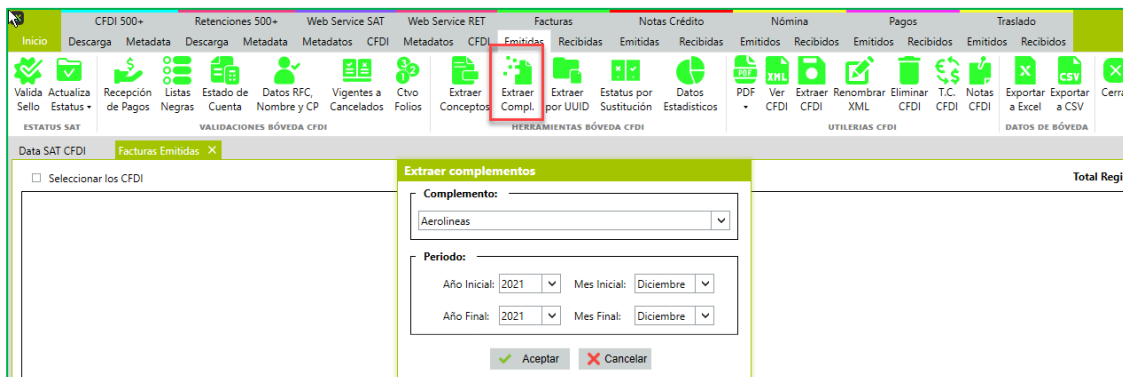 CFDI 500+ Retenciones 500+ Web Service SAT Web Service RET Facturas Notas Crédito Nómina Pagos Traslado
Inicio Descarga Metadata Descarga Metadata Metadatos CFDI Metadatos CFDI Emitidas Recibidas Emitidas Recibidas Emitidos Recibidos Emitidos Recibidos Emitidos Recibidos
PDF XML CSV
Valida Actualiza Recepción Listas Estado de Datos RFC, Vigentes a Ctvo Extraer Extraer Extraer Estatus por Datos PDF Ver Extraer Renombrar Eliminar T.C. Notas Exportar Exportar Cerra
Sello Estatus de Pagos Negras Cuenta Nombre y CP Cancelados Folios Conceptos Compl. por UUID Sustitución Estadisticos CFDI CFDI XML CFDI CFDI CFDI a Excel a CSV
ESTATUS SAT VALIDACIONES BÓVEDA CFDI HERRAMIENTAS BÓVEDA CFDI UTILERIAS CFDI DATOS DE BÓVEDA
Data SAT CFDI Facturas Emitidas
Seleccionar los CFDI Total Regi
Extraer complementos
Complemento:
Aerolineas
Periodo:
Año Inicial: 2021 Mes Inicial: Diciembre
Año Final: 2021 Mes Final: Diciembre
Aceptar Cancelar